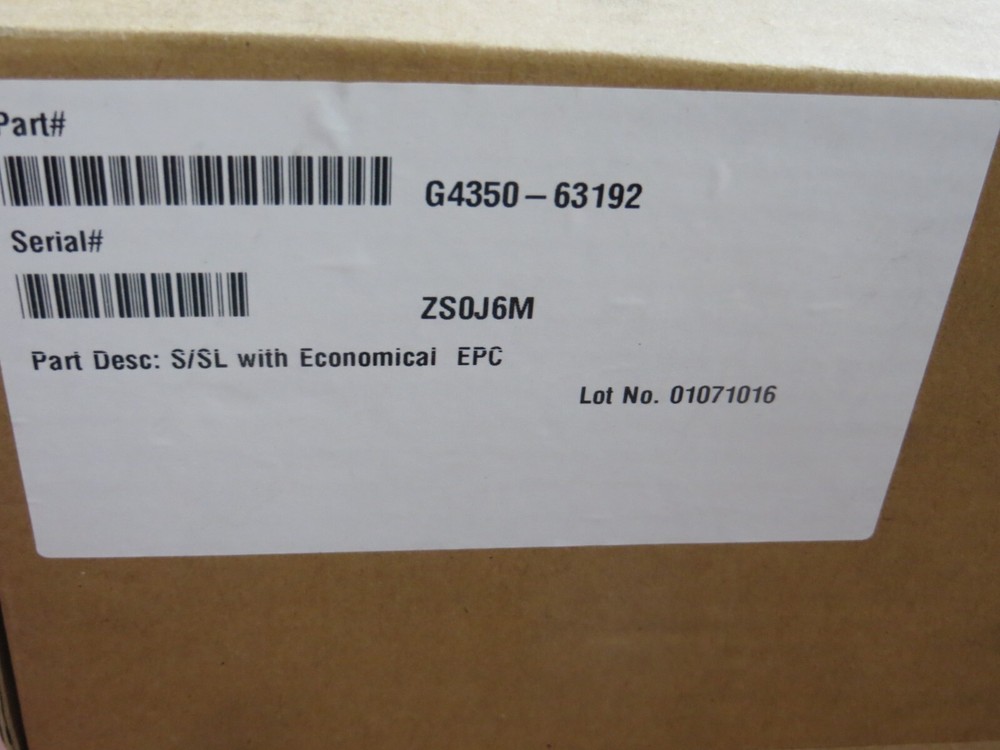 Part#
G4350-63192
Serial#
ZS0J6M
Part Desc: S/SL with Economical EPC
Lot No. 01071016